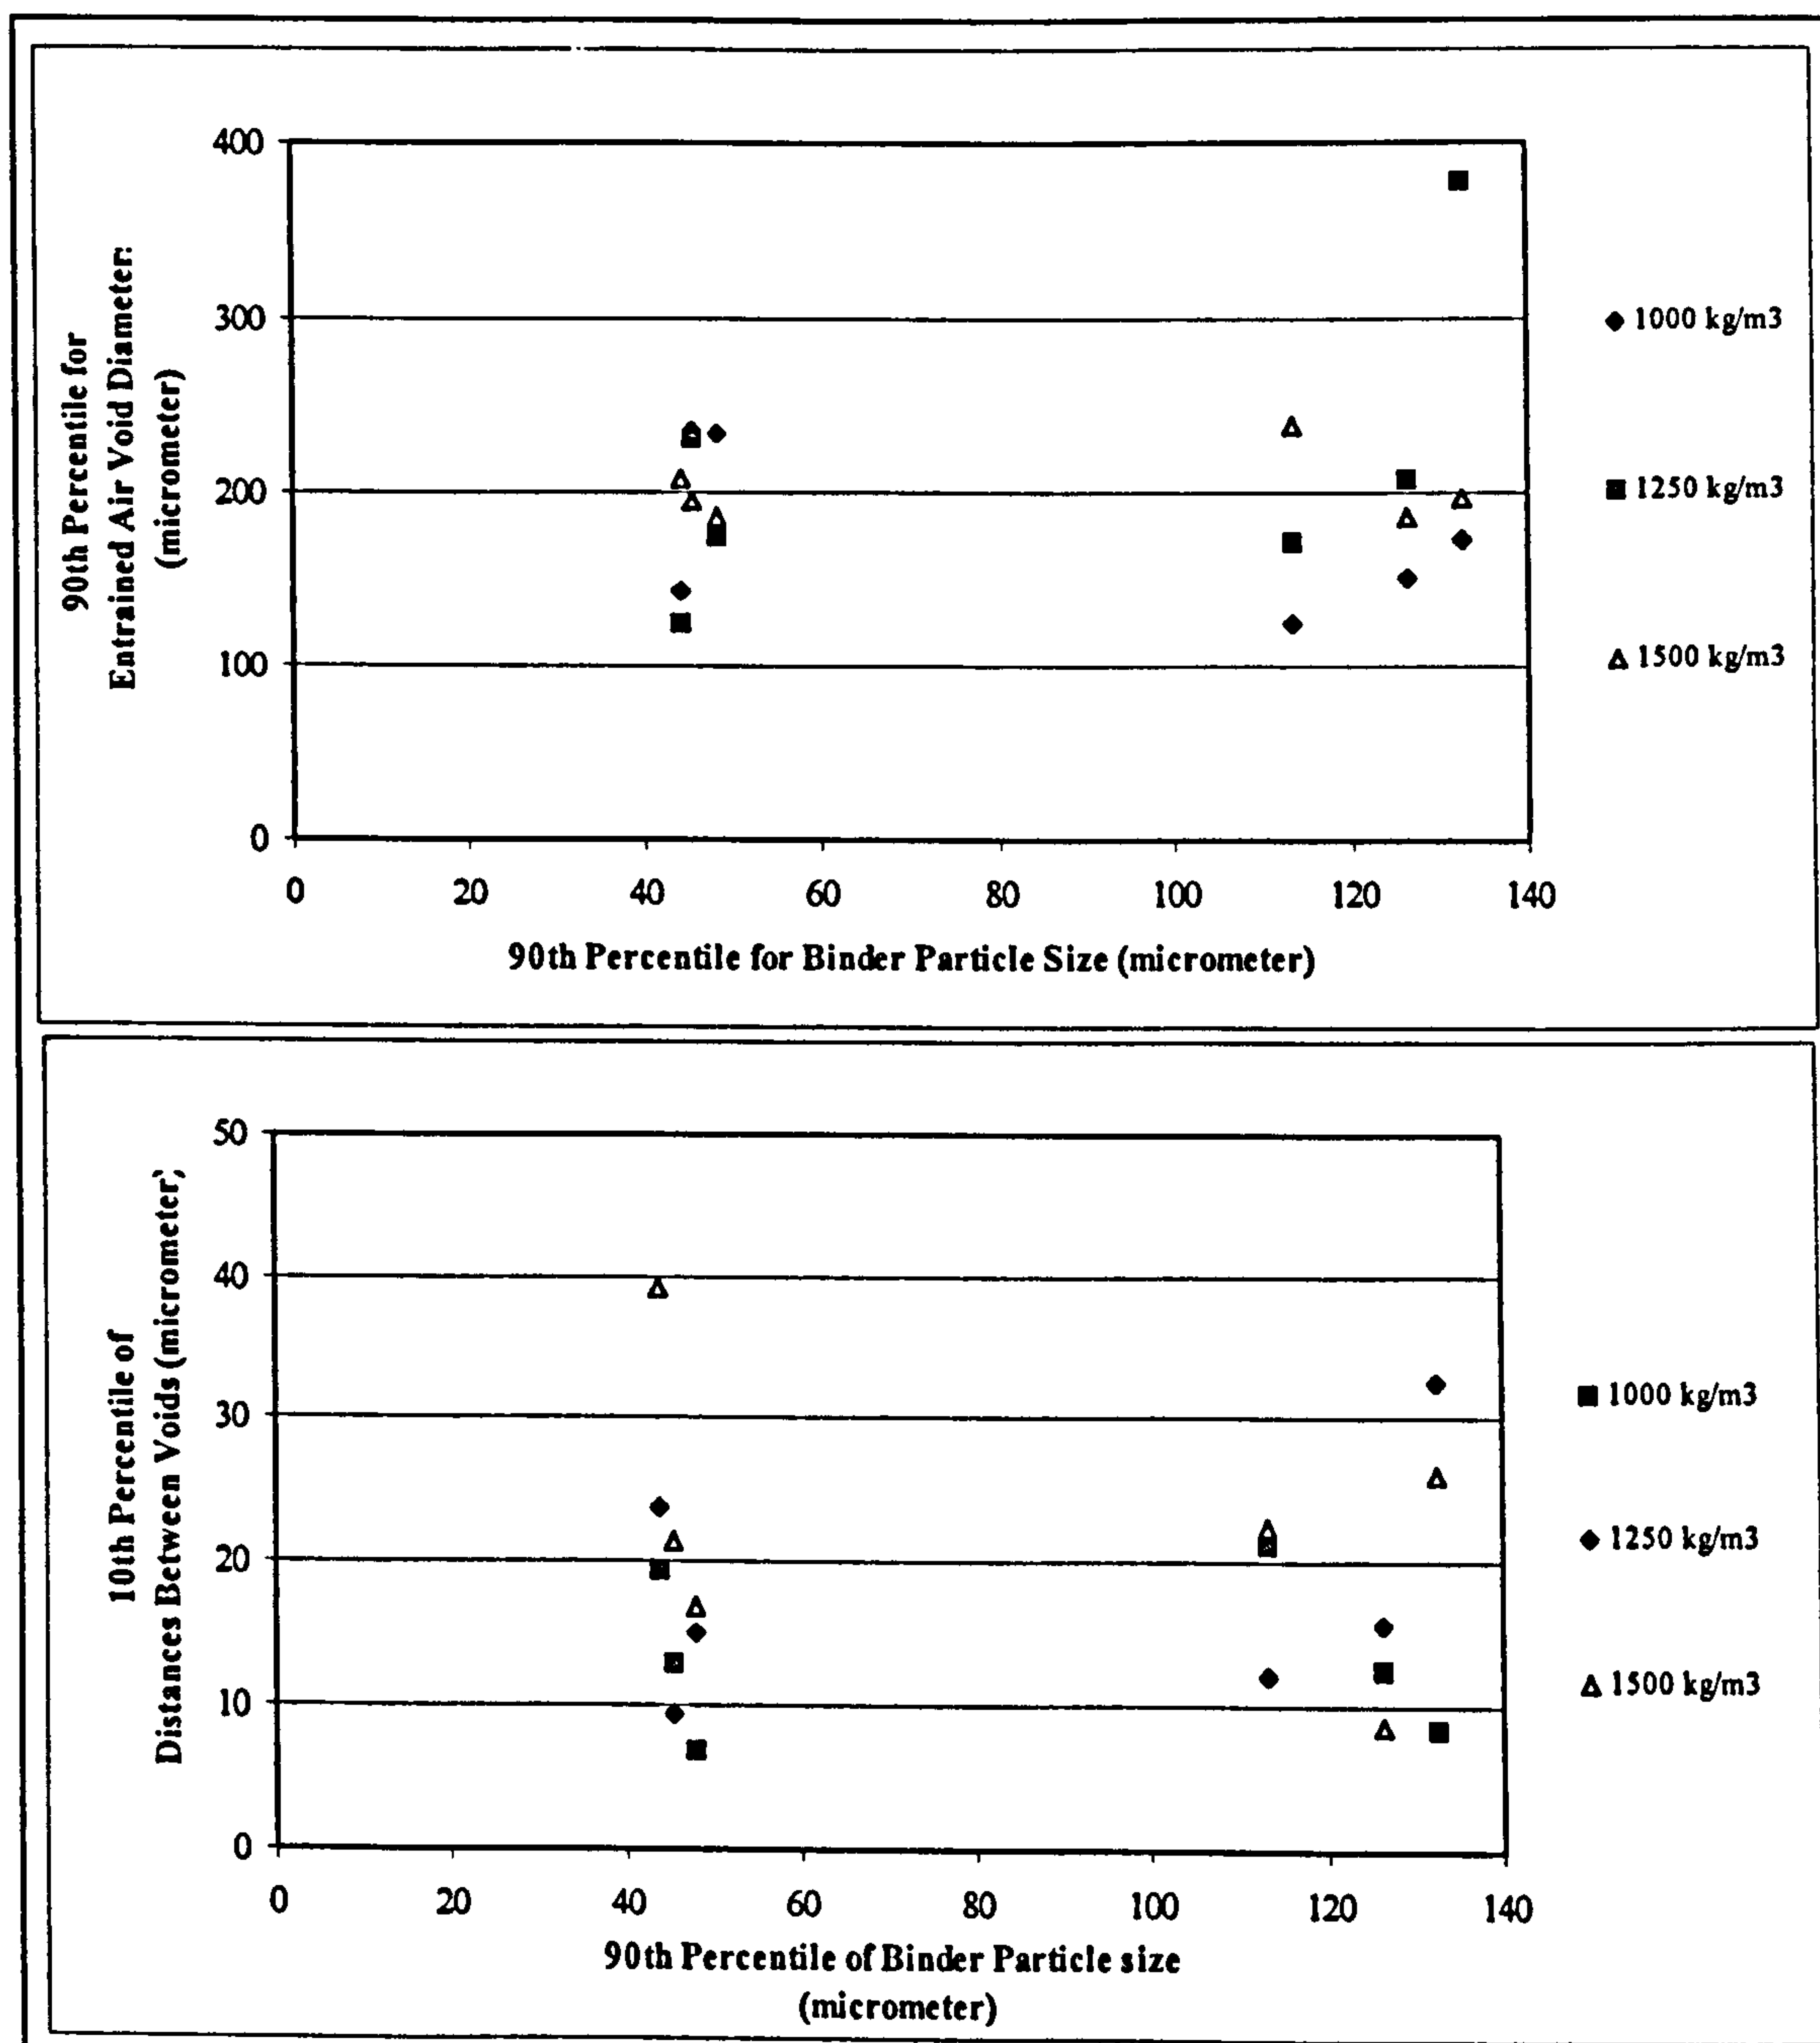 400
300
200
100
0
0 20 40 60 80 100 120 140
90th Percentile for
Entrained Air Void Diameter:
(micrometer)
90th Percentile for Binder Particle Size (micrometer)
1000 kg/m3
1250 kg/m3
1500 kg/m3
50
40
30
20
10
0
0 20 40 60 80 100 120 140
10th Percentile of
Distances Between Voids (micrometer;
90th Percentile of Binder Particle size
(micrometer)
1000 kg/m3
1250 kg/m3
1500 kg/m3